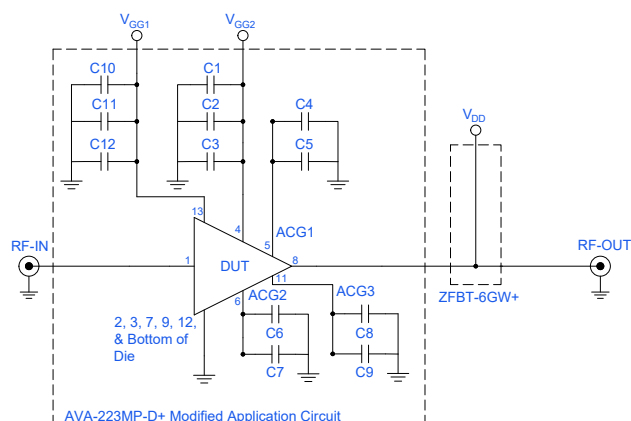 VGG1
VGG2
C10
C1
C11
C2
C4
C12
C3
C5
VDD
13
4
ACG1
5
RF-IN
1
DUT
8
RF-OUT
11
ACG2
ACG3
ZFBT-6GW+
6
2, 3, 7, 9, 12,
& Bottom of
Die
C6
C8
C7
C9
AVA-223MP-D+ Modified Application Circuit